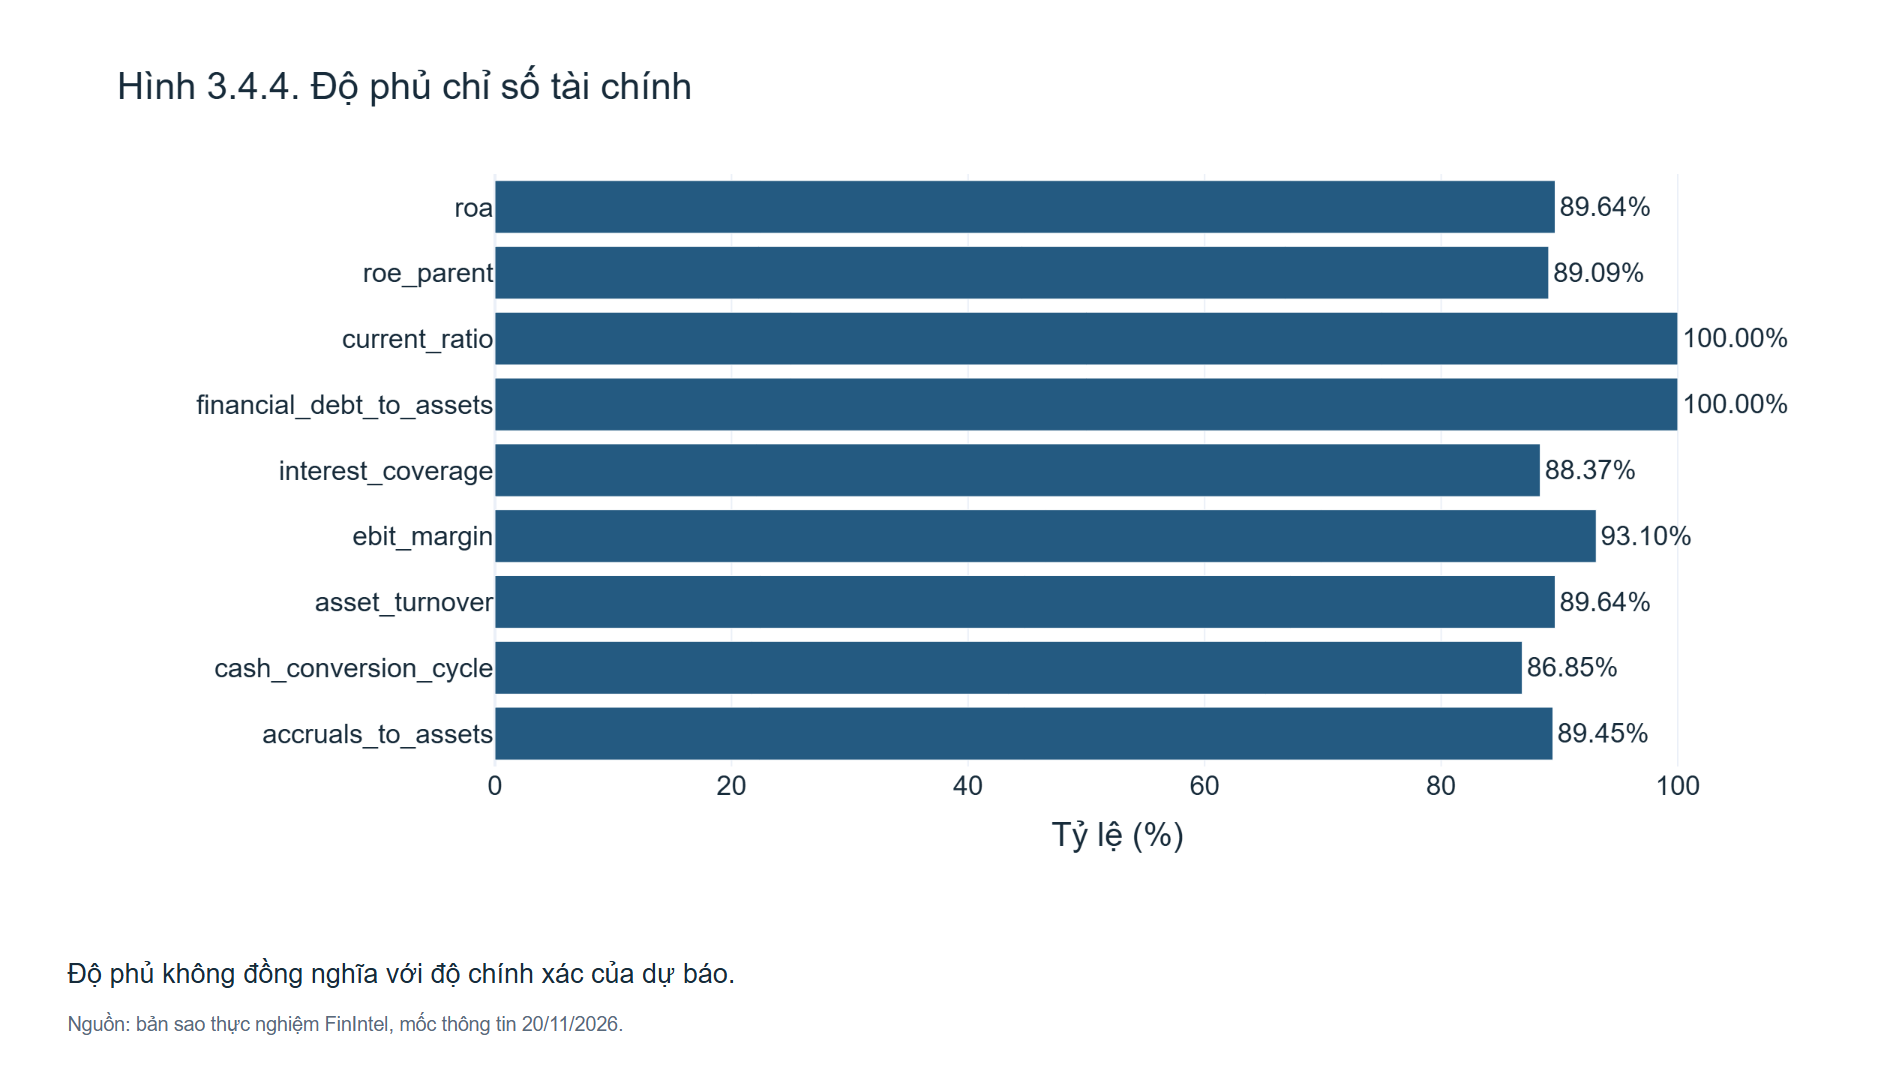 Hình 3.4.4. Độ phủ chỉ số tài chính
roa 89.64%
roe_parent 89.09%
current_ratio 100.00%
financial_debt_to_assets 100.00%
interest_coverage 88.37%
ebit_margin 93.10%
asset_turnover 89.64%
cash_conversion_cycle 86.85%
accruals_to_assets 89.45%
0 20 40 60 80 100
Tỷ lệ (%)
Độ phủ không đồng nghĩa với độ chính xác của dự báo.
Nguồn: bản sao thực nghiệm FinIntel, mốc thông tin 20/11/2026.